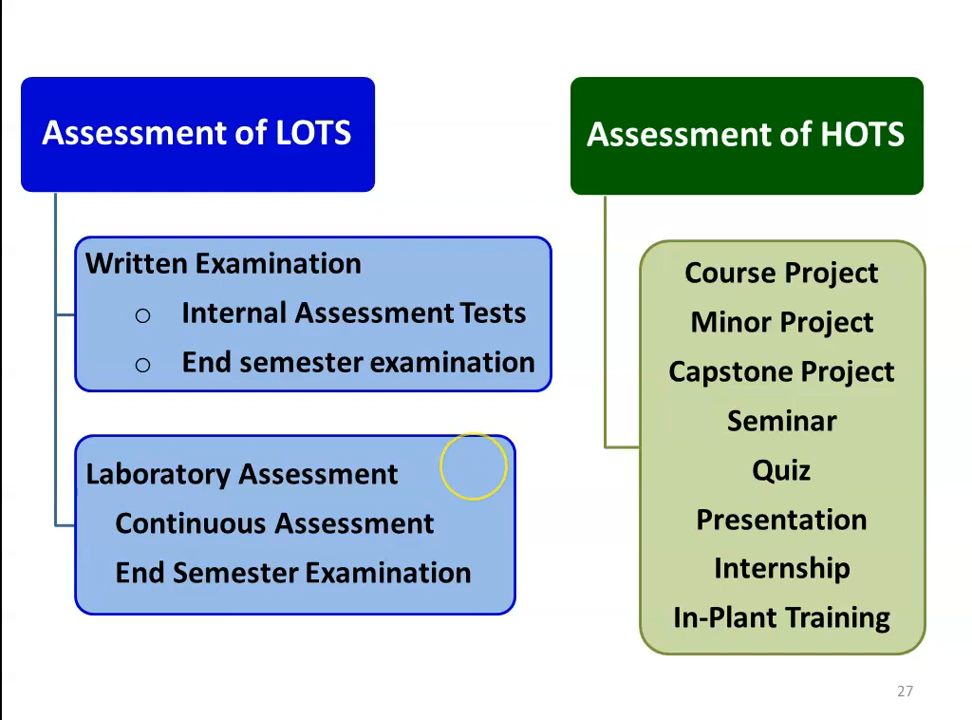 Assessment of LOTS
Written Examination
o Internal Assessment Tests
o End semester examination
Laboratory Assessment
Continuous Assessment
End Semester Examination
Assessment of HOTS
Course Project
Minor Project
Capstone Project
Seminar
Quiz
Presentation
Internship
In-Plant Training
27